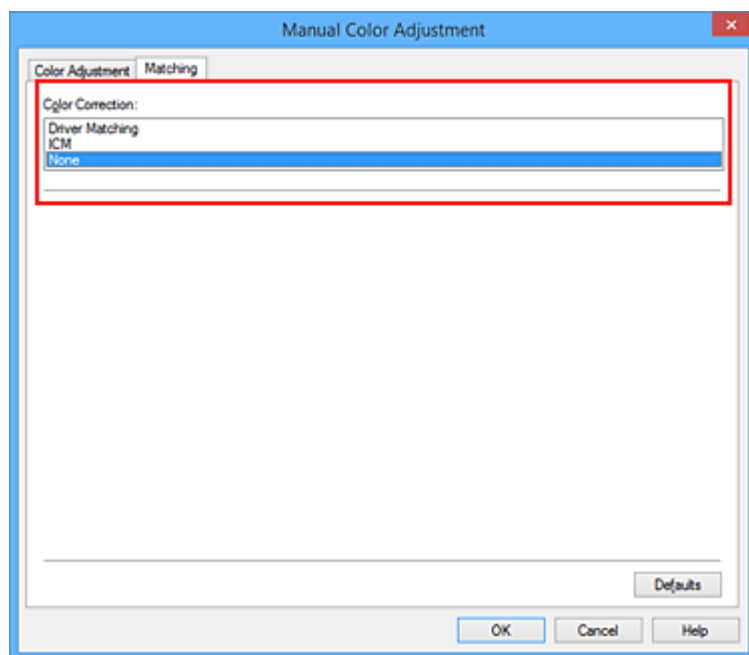 Manual Color Adjustment
Color Adjustment Matching
Color Correction:
Driver Matching
ICM
None
Defaults
OK Cancel Help